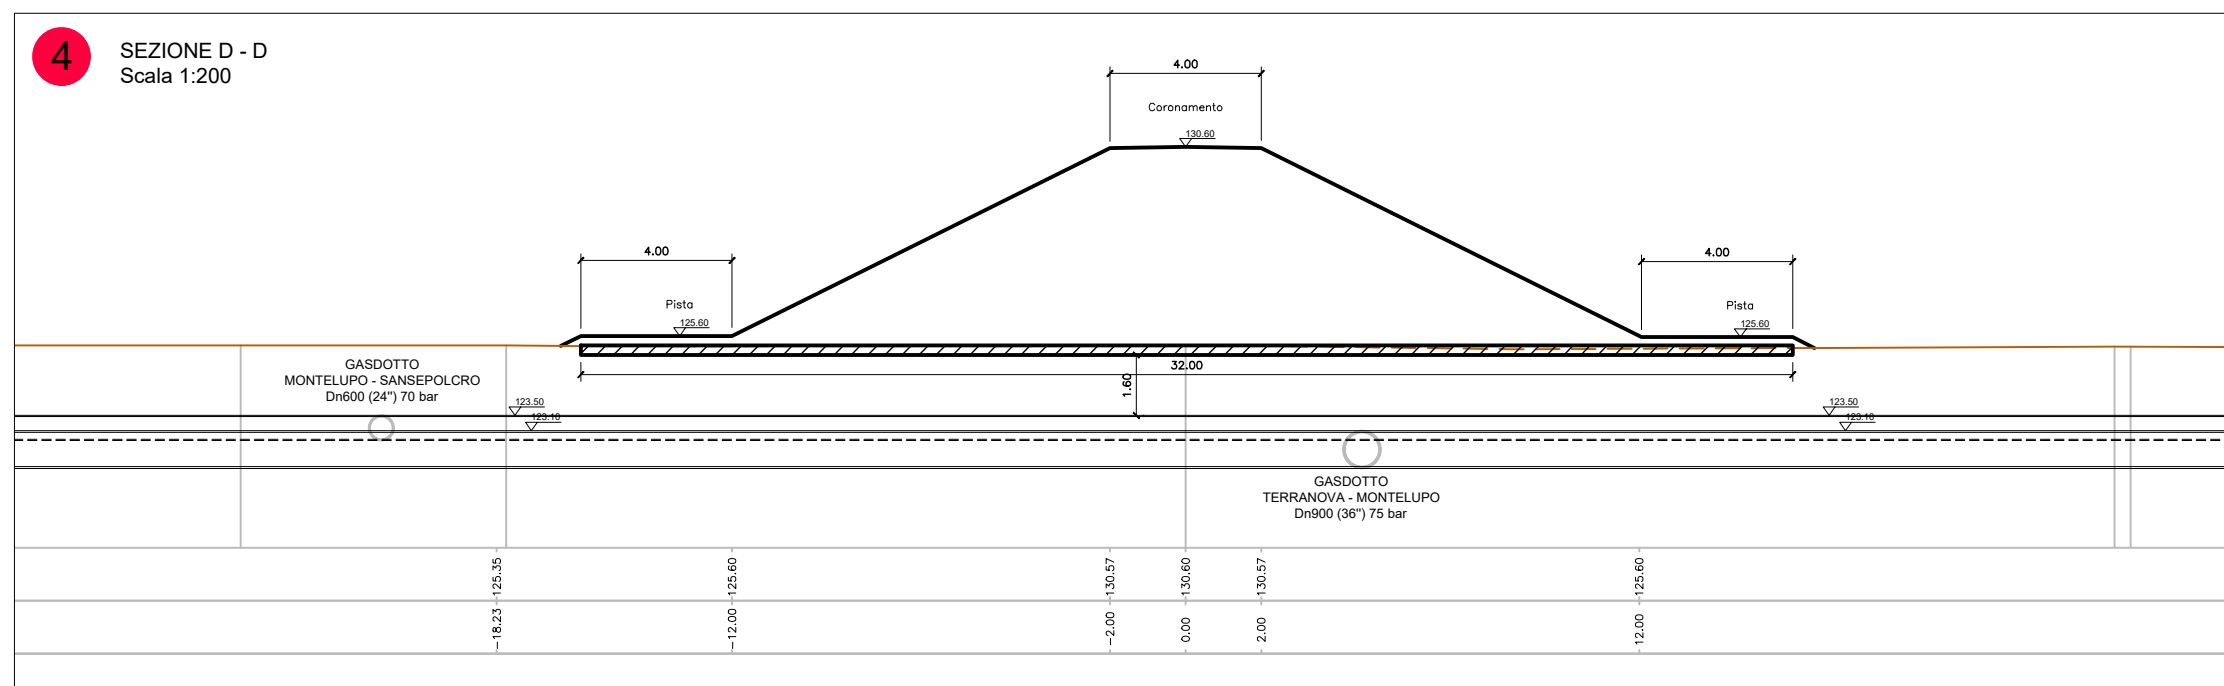 4
SEZIONE D - D
Scala 1:200
4.00
Coronamento
130.60
4.00
4.00
Pista
125.60
Pista
125.60
GASDOTTO
MONTELUPO - SANSEPOLCRO
Dn600 (24") 70 bar
32.00
1.60
123.50
123.10
123.50
123.10
GASDOTTO
TERRANOVA - MONTELUPO
Dn900 (36") 75 bar
125.35
125.60
130.57
130.60
130.57
125.60
-18.23
-12.00
-2.00
0.00
2.00
12.00